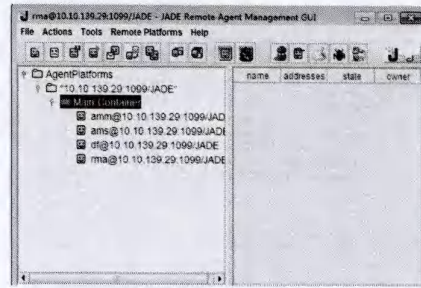 rma@10.10.139.29:1099/JADE - JADE Remote Agent Management GUI
File Actions Tools Remote Platforms Help
AgentPlatforms
"10.10.139.29:1099/JADE"
Main Container
amm@10.10.139.29:1099/JAD
ams@10.10.139.29:1099/JADE
df@10.10.139.29:1099/JADE
rma@10.10.139.29:1099/JADE
name addresses state owner